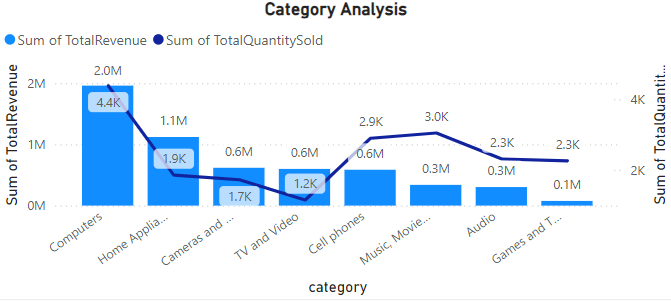 Category Analysis
Sum of TotalRevenue Sum of TotalQuantitySold
Sum of TotalRevenue
2M
1M
0M
2.0M
1.1M
0.6M
0.6M
0.6M
0.3M
0.3M
0.1M
4.4K
1.9K
1.7K
1.2K
2.9K
3.0K
2.3K
2.3K
4K
2K
Sum of TotalQuantit...
Computers
Home Applia...
Cameras and ...
TV and Video
Cell phones
Music, Movie...
Audio
Games and T...
category